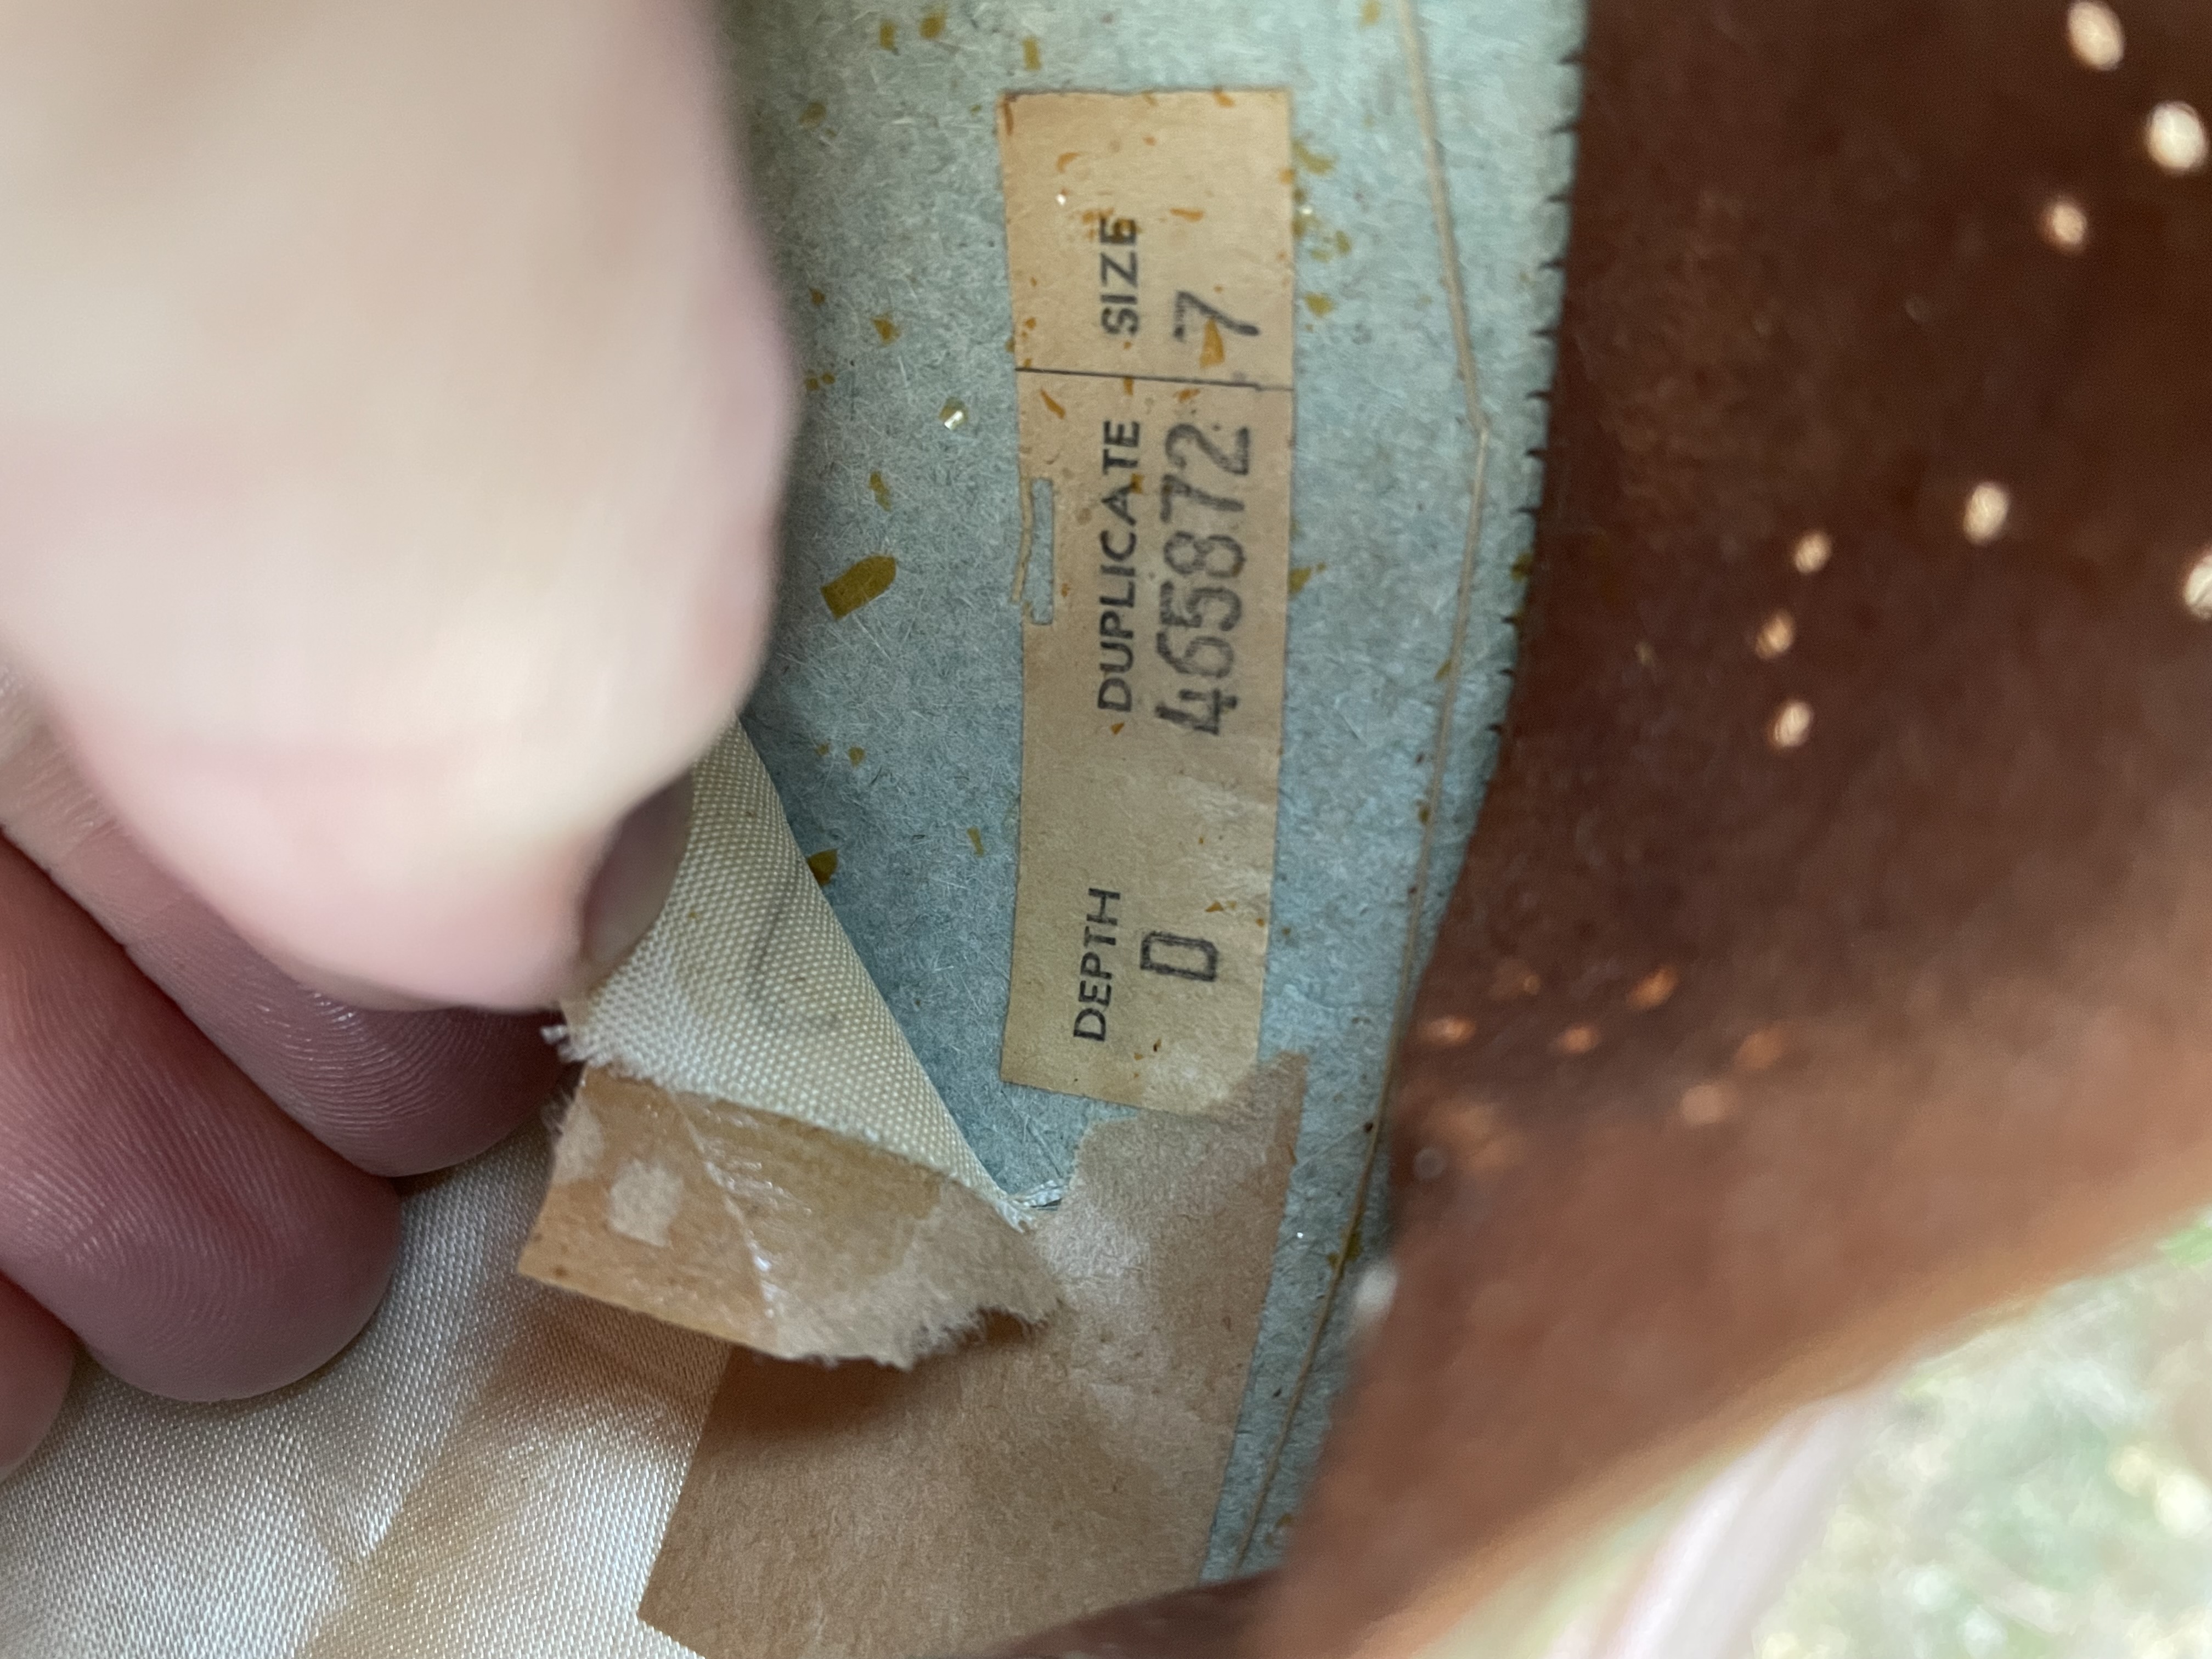 DEPTH DUPLICATE SIZE
D 465872 7